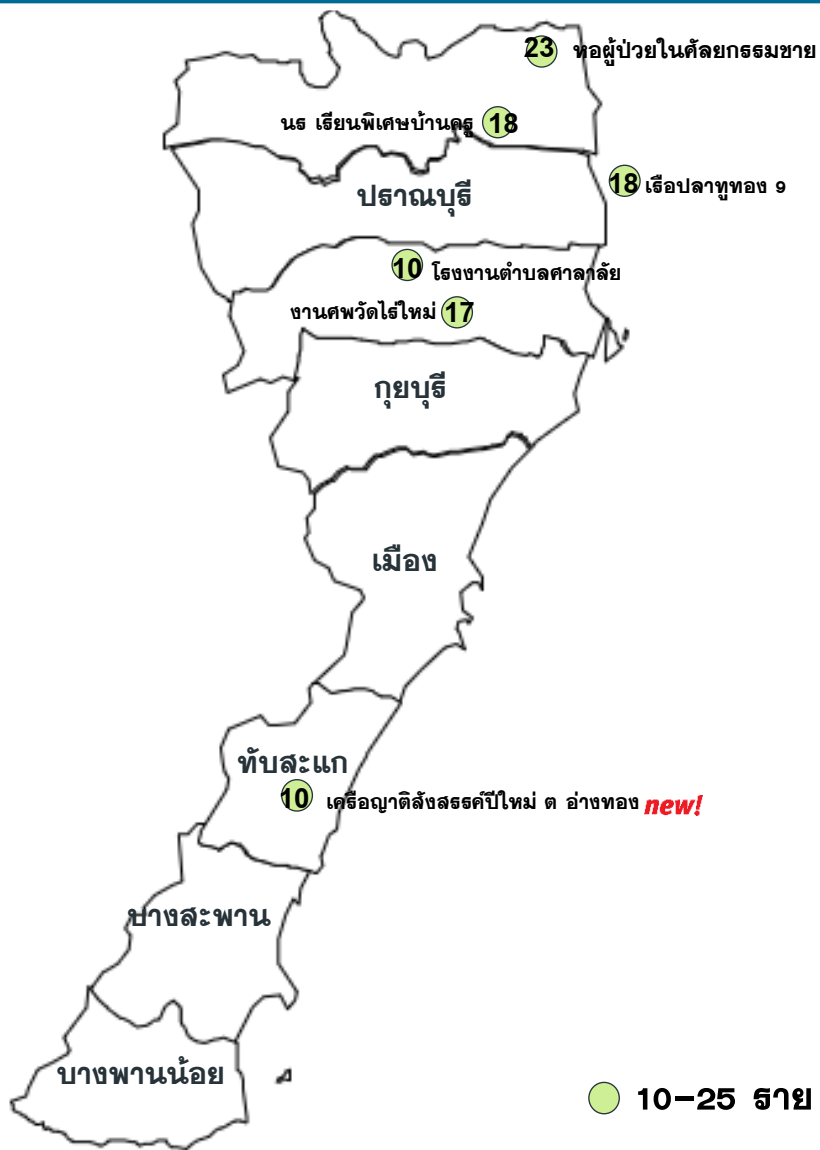 23 หอผู้ป่วยในศัลยกรรมชาย
นร เรียนพิเศษบ้านครู 18
18 เรือปลาทูทอง 9
ปราณบุรี
10 โรงงานตำบลศาลาลัย
งานศพวัดไร่ใหม่ 17
กุยบุรี
เมือง
ทับสะแก
10 เครือญาติสังสรรค์ปีใหม่ ต อ่างทอง new!
บางสะพาน
บางพานน้อย
10-25 ราย